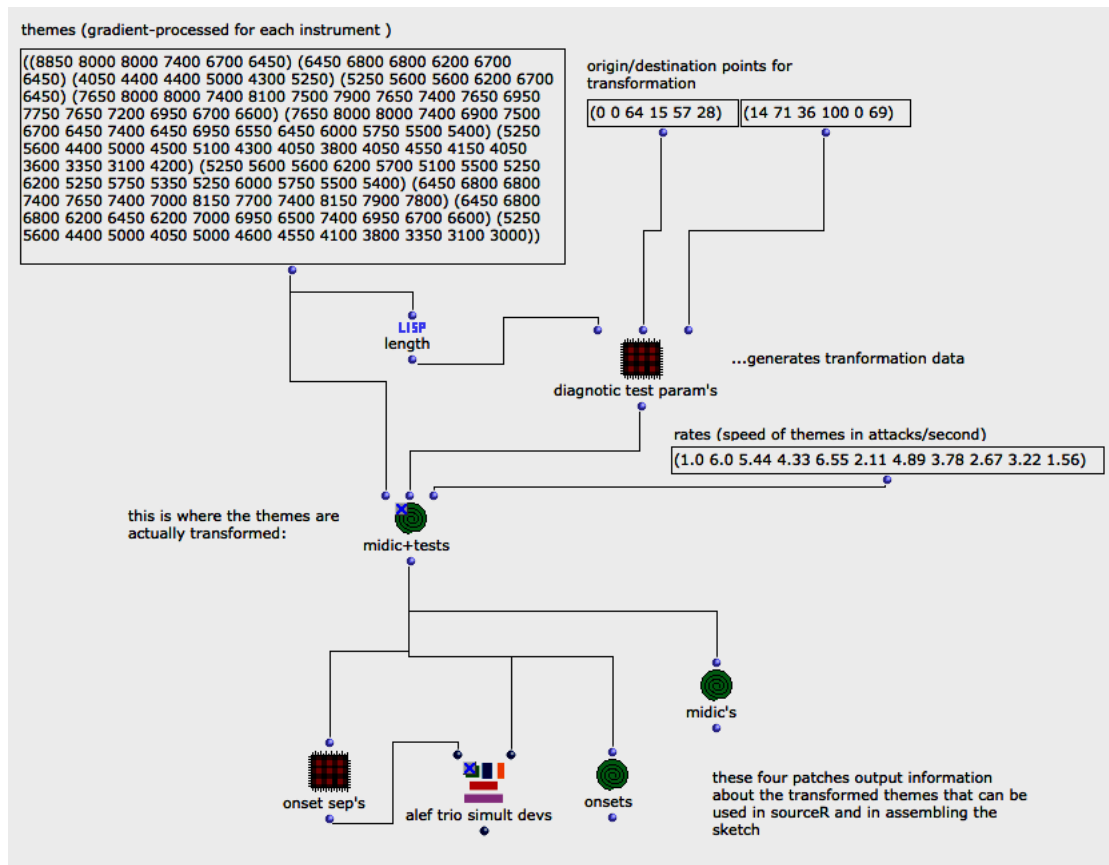 themes (gradient-processed for each instrument )
((8850 8000 8000 7400 6700 6450) (6450 6800 6800 6200 6700
6450) (4050 4400 4400 5000 4300 5250) (5250 5600 5600 6200 6700
6450) (7650 8000 8000 7400 8100 7500 7900 7650 7400 7650 6950
7750 7650 7200 6950 6700 6600) (7650 8000 8000 7400 6900 7500
6700 6450 7400 6450 6950 6550 6450 6000 5750 5500 5400) (5250
5600 4400 5000 4500 5100 4300 4050 3800 4050 4550 4150 4050
3600 3350 3100 4200) (5250 5600 5600 6200 5700 5100 5500 5250
6200 5250 5750 5350 5250 6000 5750 5500 5400) (6450 6800 6800
7400 7650 7400 7000 8150 7700 7400 8150 7900 7800) (6450 6800
6800 6200 6450 6200 7000 6950 6500 7400 6950 6700 6600) (5250
5600 4400 5000 4050 5000 4600 4550 4100 3800 3350 3100 3000))
origin/destination points for
transformation
(0 0 64 15 57 28)
(14 71 36 100 0 69)
LISP
length
diagnostic test param's
...generates tranformation data
rates (speed of themes in attacks/second)
(1.0 6.0 5.44 4.33 6.55 2.11 4.89 3.78 2.67 3.22 1.56)
this is where the themes are
actually transformed:
midic+tests
midic's
onset sep's
alef trio simult devs
onsets
these four patches output information
about the transformed themes that can be
used in sourceR and in assembling the
sketch